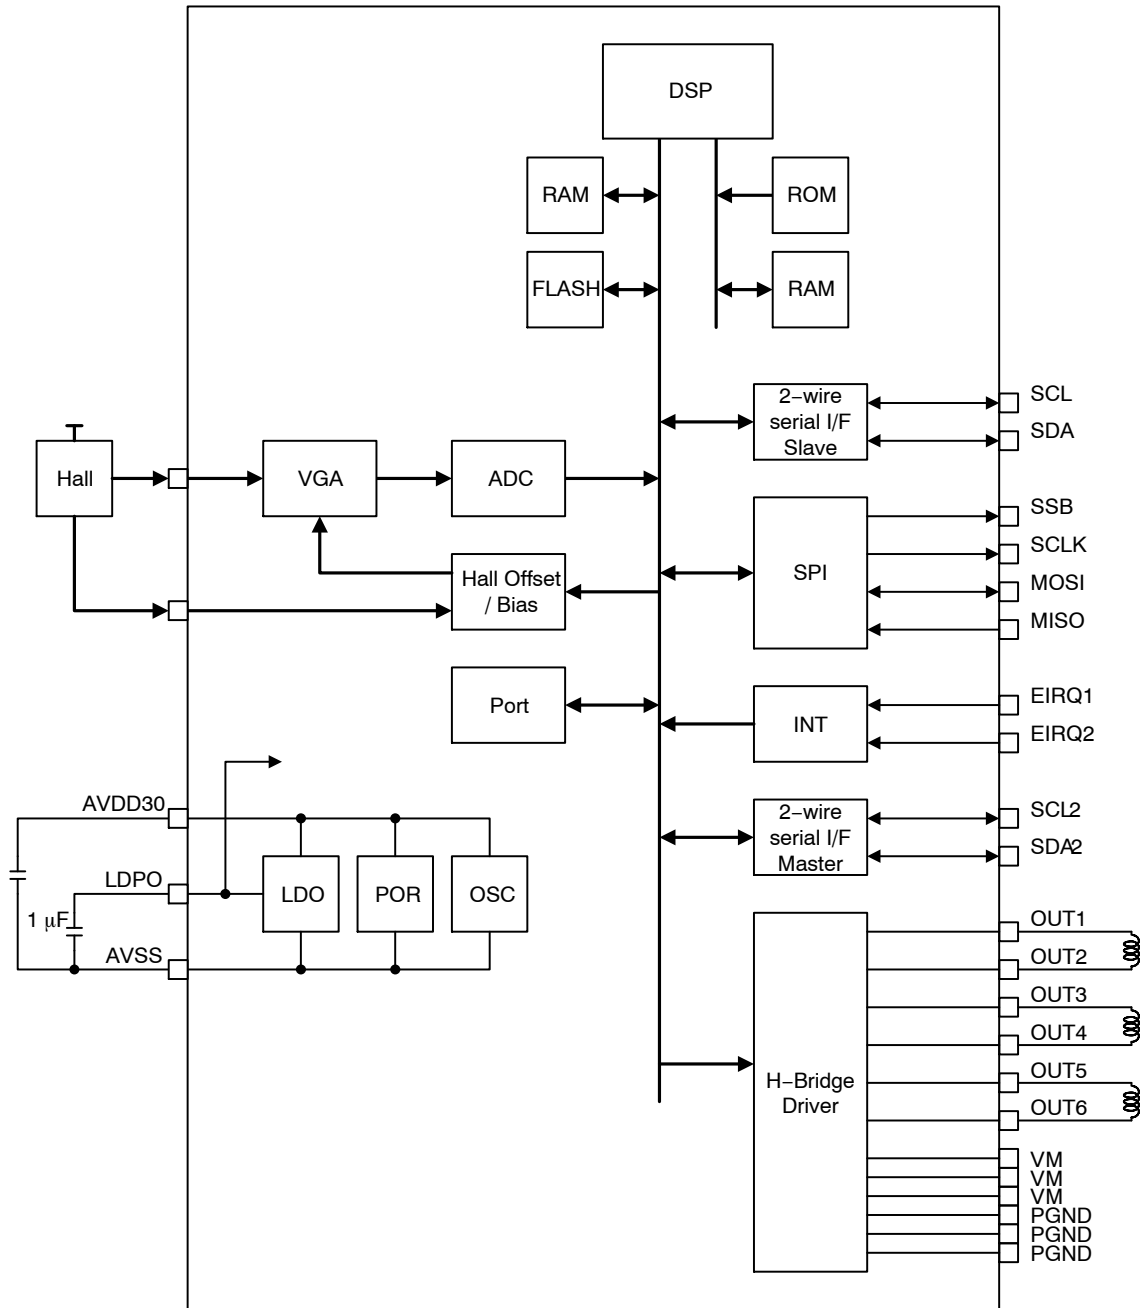 DSP
RAM
ROM
FLASH
RAM
2−wire
serial I/F
Slave
SCL
SDA
Hall
VGA
ADC
SSB
SCLK
MOSI
MISO
SPI
Hall Offset
/ Bias
Port
INT
EIRQ1
EIRQ2
AVDD30
LDPO
1 μF
AVSS
LDO
POR
OSC
2−wire
serial I/F
Master
SCL2
SDA2
H−Bridge
Driver
OUT1
OUT2
OUT3
OUT4
OUT5
OUT6
VM
VM
VM
PGND
PGND
PGND